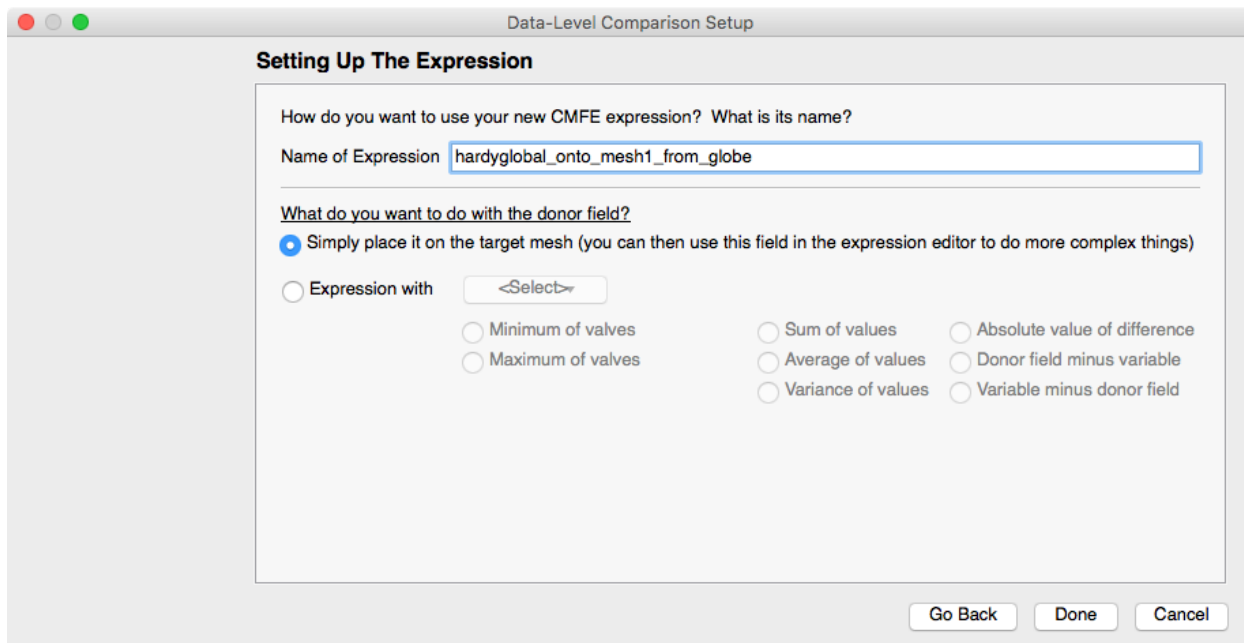 Data-Level Comparison Setup
Setting Up The Expression
How do you want to use your new CMFE expression? What is its name?
Name of Expression hardyglobal_onto_mesh1_from_globe
What do you want to do with the donor field?
Simply place it on the target mesh (you can then use this field in the expression editor to do more complex things)
Expression with <Select>
Minimum of valves Sum of values Absolute value of difference
Maximum of valves Average of values Donor field minus variable
Variance of values Variable minus donor field
Go Back Done Cancel